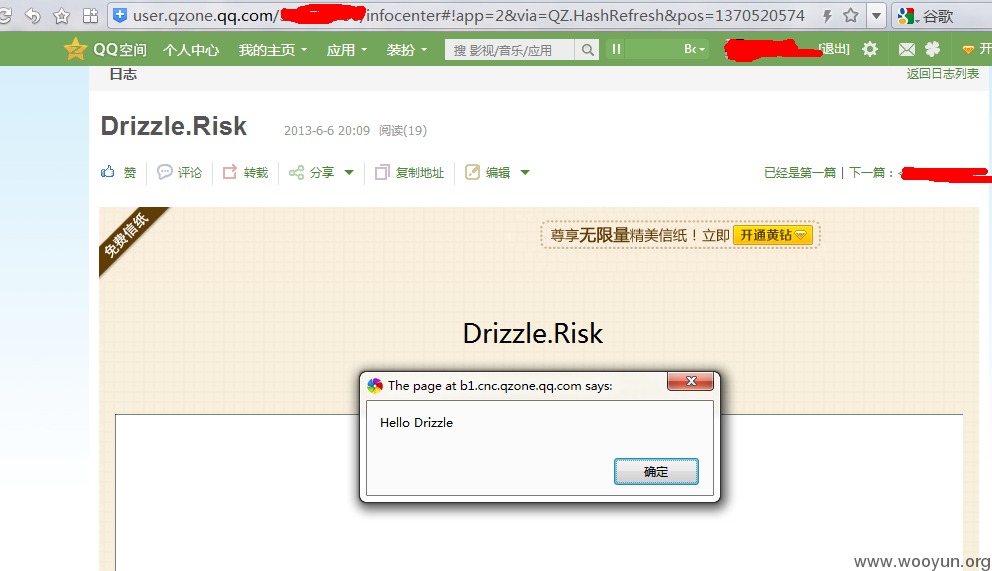 user.qzone.qq.com/ /infocenter#!app=2&via=QZ.HashRefresh&pos=1370520574 谷歌
QQ空间 个人中心 我的主页 应用 装扮 搜 影视/音乐/应用 Bc [退出] 开
日志 返回日志列表
Drizzle.Risk 2013-6-6 20:09 阅读(19)
赞 评论 转载 分享 复制地址 编辑 已经是第一篇 | 下一篇：
免费信纸
尊享无限量精美信纸！立即 开通黄钻
Drizzle.Risk
The page at b1.cnc.qzone.qq.com says:
Hello Drizzle
确定
www.wooyun.org